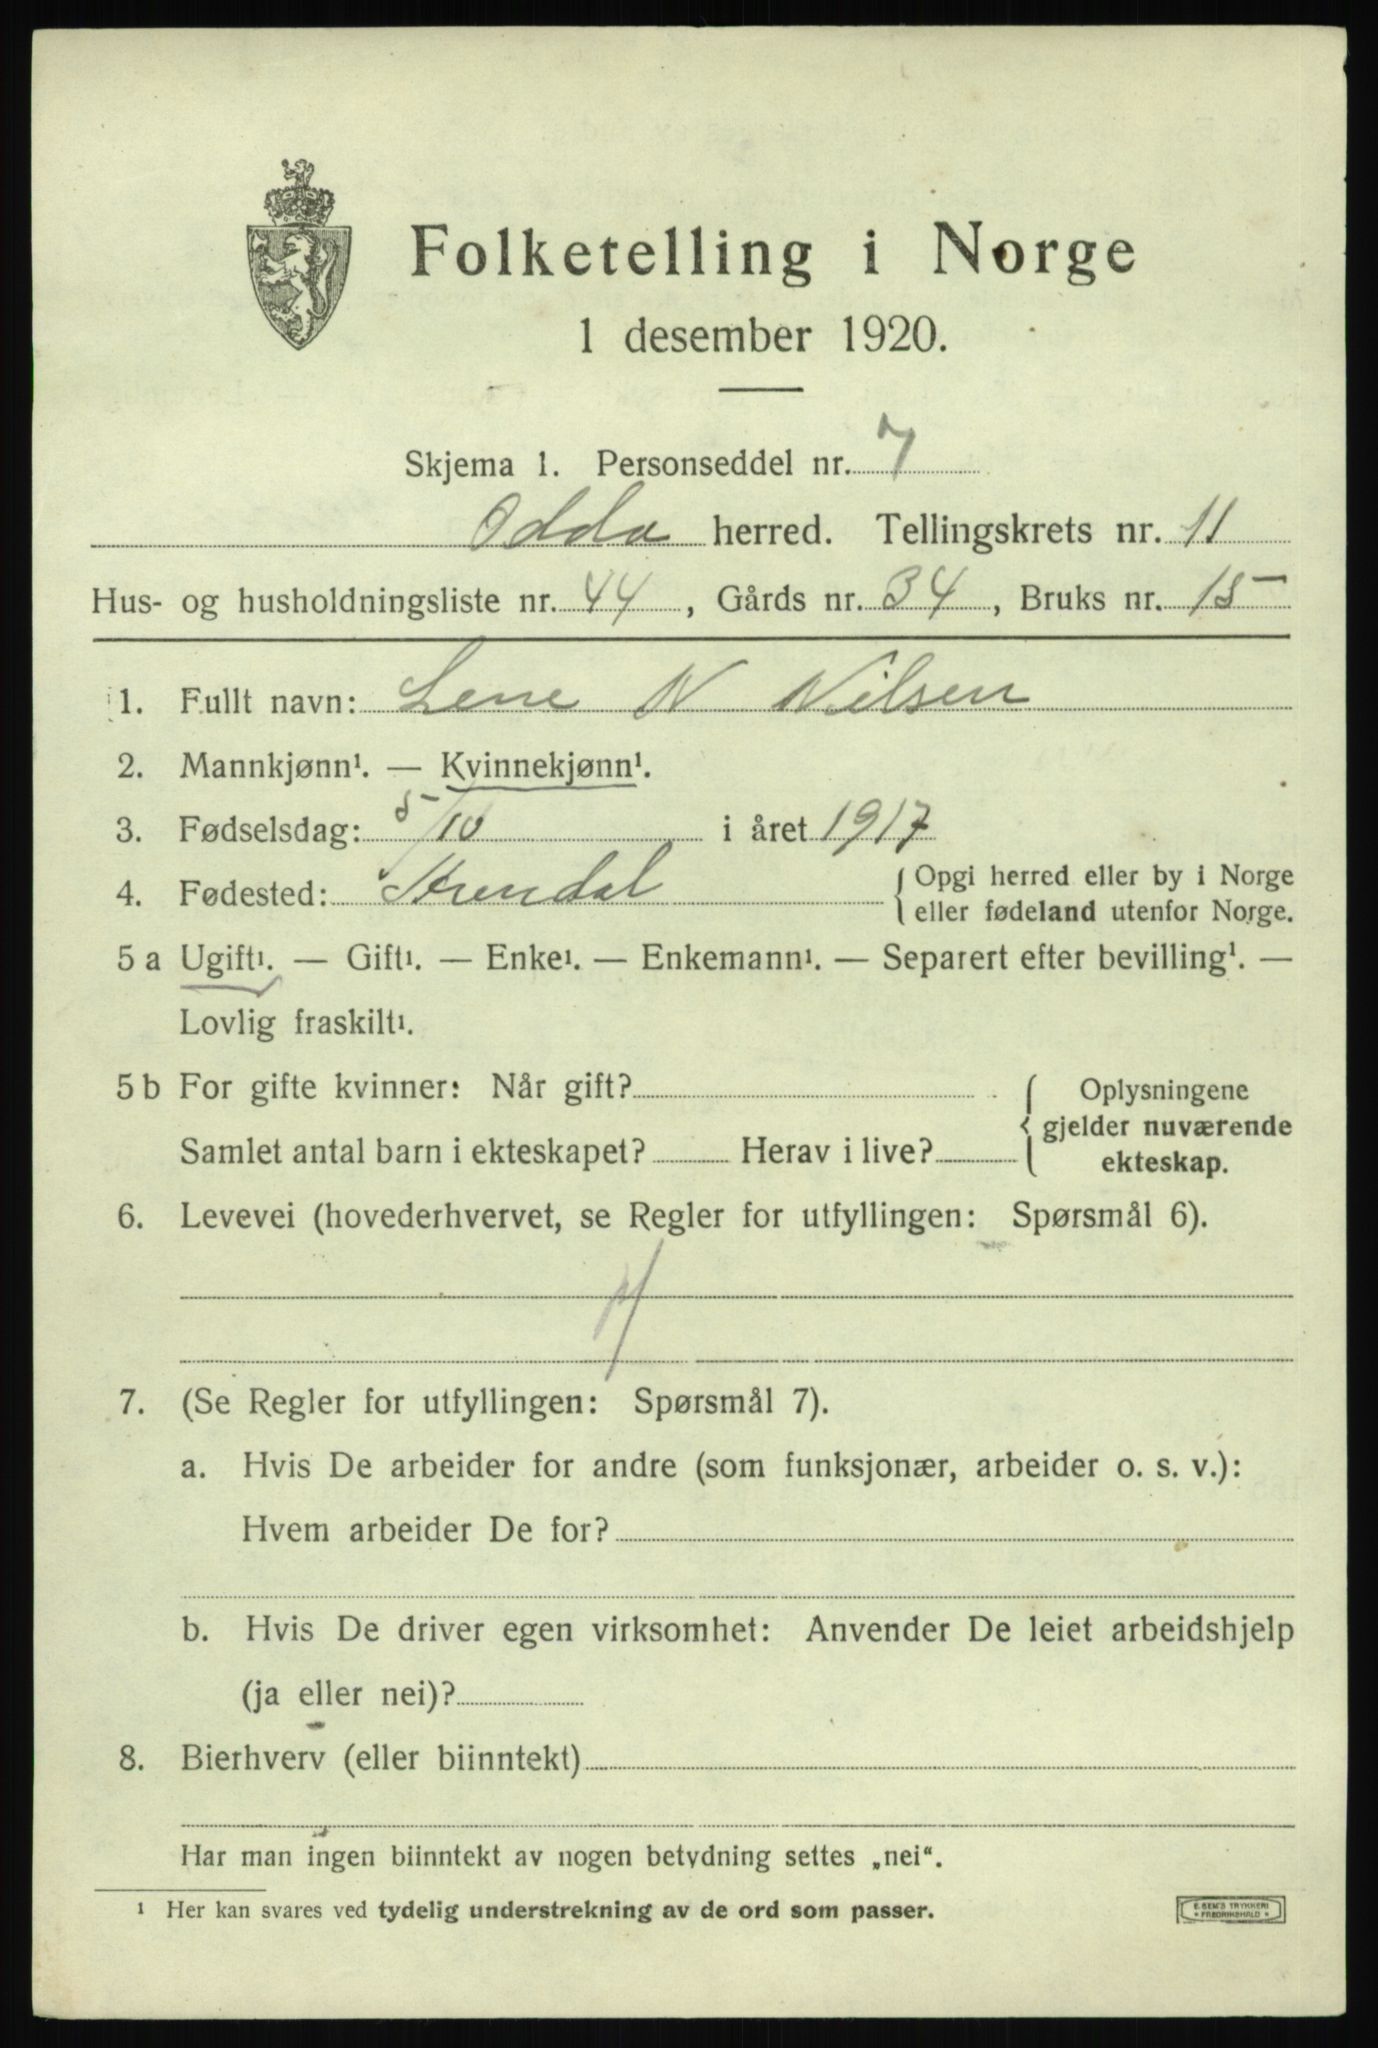 Folketelling i Norge
1 desember 1920.
Skjema 1. Personseddel nr. 7
Odda herred. Tellingskrets nr. 11
Hus- og husholdningsliste nr. 44, Gårds nr. 34, Bruks nr. 15
1. Fullt navn: Lene N Nilsen
2. Mannkjønn¹. — Kvinnekjønn¹.
3. Fødselsdag: 5/10 i året 1917
4. Fødested: {Opgi herred eller by i Norge
eller fødeland utenfor Norge.
5 a Ugift¹. — Gift¹. — Enke¹. — Enkemann¹. — Separert efter bevilling¹. —
Lovlig fraskilt¹.
5 b For gifte kvinner: Når gift? { Oplysningene
gjelder nuværende
Samlet antal barn i ekteskapet? Herav i live?
ekteskap.
6. Levevei (hovederhvervet, se Regler for utfyllingen: Spørsmål 6).
7. (Se Regler for utfyllingen: Spørsmål 7).
a. Hvis De arbeider for andre (som funksjonær, arbeider o. s. v.):
Hvem arbeider De for?
b. Hvis De driver egen virksomhet: Anvender De leiet arbeidshjelp
(ja eller nei)?
8. Bierhverv (eller biinntekt)
Har man ingen biinntekt av nogen betydning settes „nei“.
¹ Her kan svares ved tydelig understrekning av de ord som passer.
E. SEM'S TRYKKERI
* FREDRIKSHALD *